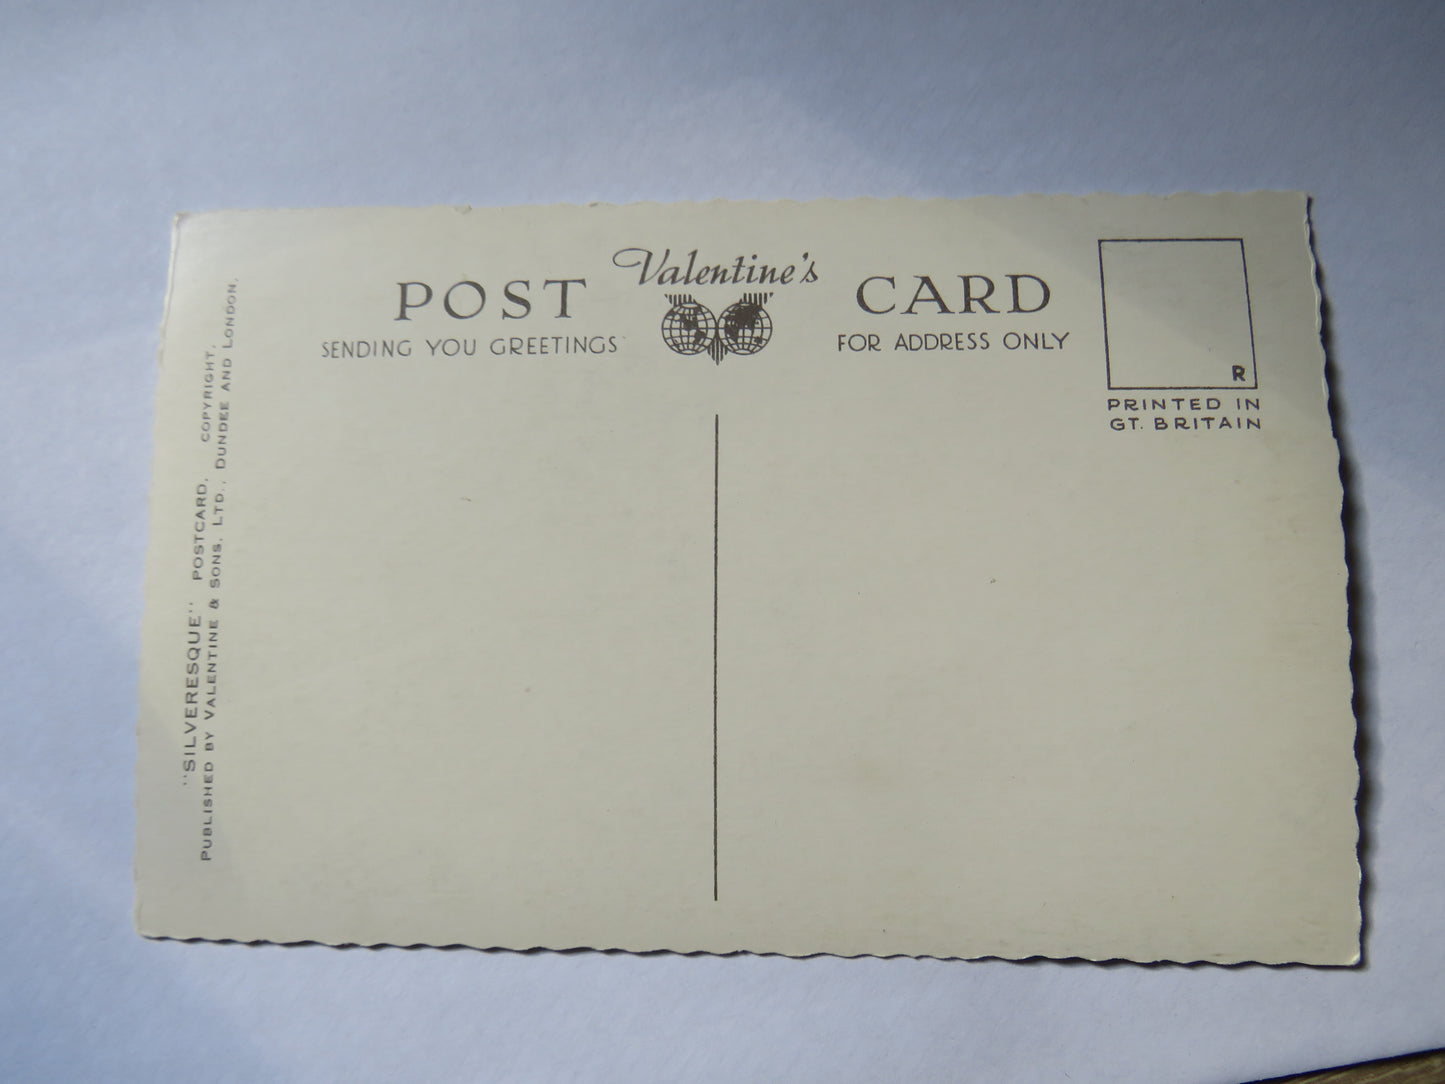 POST Valentine's CARD
SENDING YOU GREETINGS FOR ADDRESS ONLY
R
PRINTED IN
GT. BRITAIN
"SILVERESQUE" POSTCARD. COPYRIGHT.
PUBLISHED BY VALENTINE & SONS. LTD., DUNDEE AND LONDON.